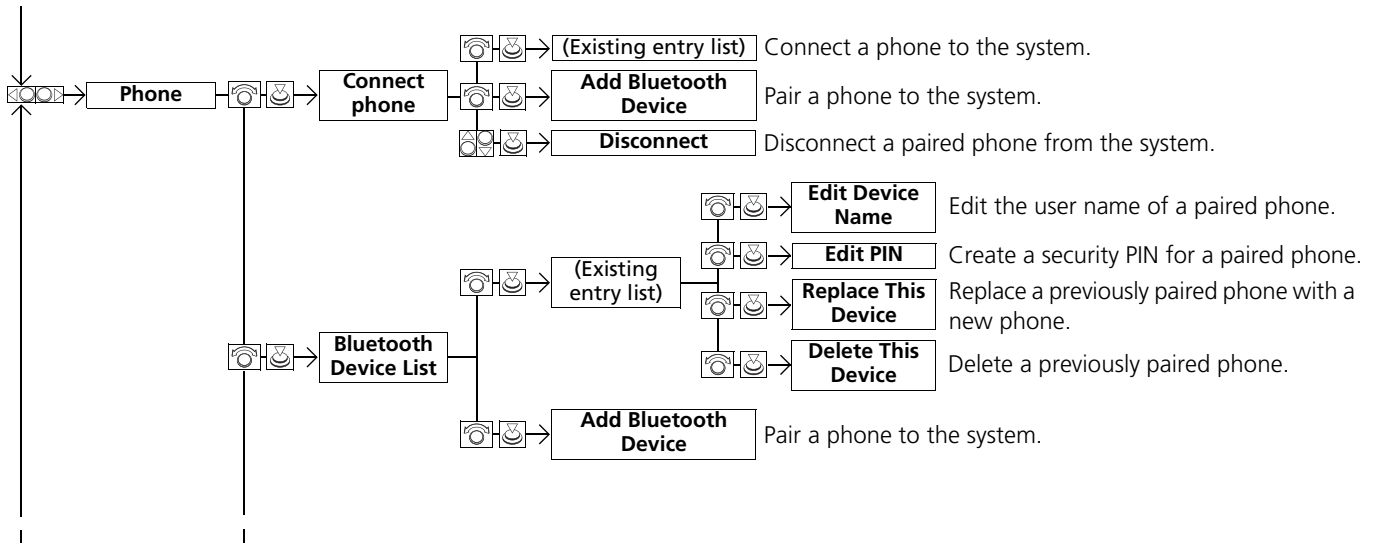 (Existing entry list) Connect a phone to the system.
Phone
Connect
phone
Add Bluetooth
Device
Pair a phone to the system.
Disconnect
Disconnect a paired phone from the system.
Bluetooth
Device List
(Existing
entry list)
Edit Device
Name
Edit the user name of a paired phone.
Edit PIN
Create a security PIN for a paired phone.
Replace This
Device
Replace a previously paired phone with a
new phone.
Delete This
Device
Delete a previously paired phone.
Add Bluetooth
Device
Pair a phone to the system.